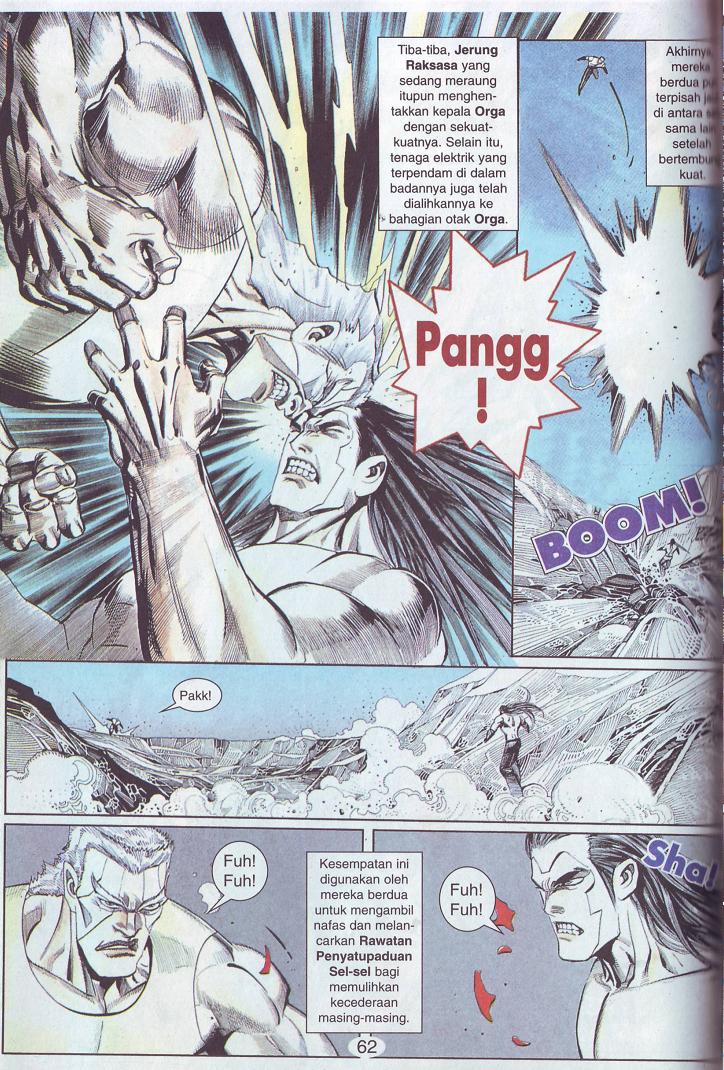 Tiba-tiba, Jerung
Raksasa yang
sedang meraung
itupun menghen-
takkan kepala Orga
dengan sekuat-
kuatnya. Selain itu,
tenaga elektrik yang
terpendam di dalam
badannya juga telah
dialihkannya ke
bahagian otak Orga.
Akhirnya
mereka
berdua
terpisah
di antara
sama
setelah
kuat.
Pangg
!
BOOM!
Pakk!
Fuh!
Fuh!
Kesempatan ini
digunakan oleh
mereka berdua
untuk mengambil
nafas dan melan-
carkan Rawatan
Penyatupaduan
Sel-sel bagi
memulihkan
kecederaan
masing-masing.
Fuh!
Fuh!
Sha!
62